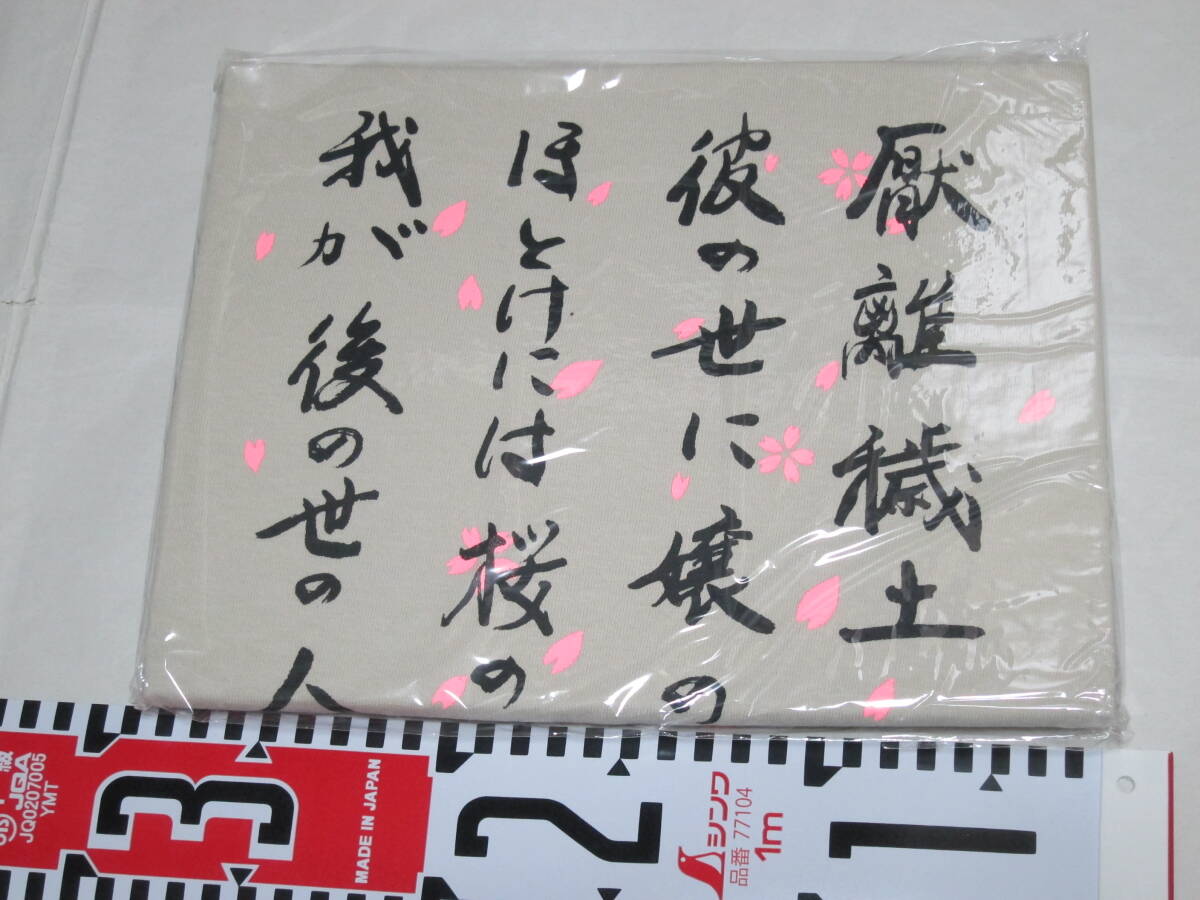 厭離穢土
彼の世に嬢の
ほとけには桜の
我が後の世の人
3
2
1
JQA
JQ0207005
YMT
MADE IN JAPAN
シンワ
品番 77104
1m